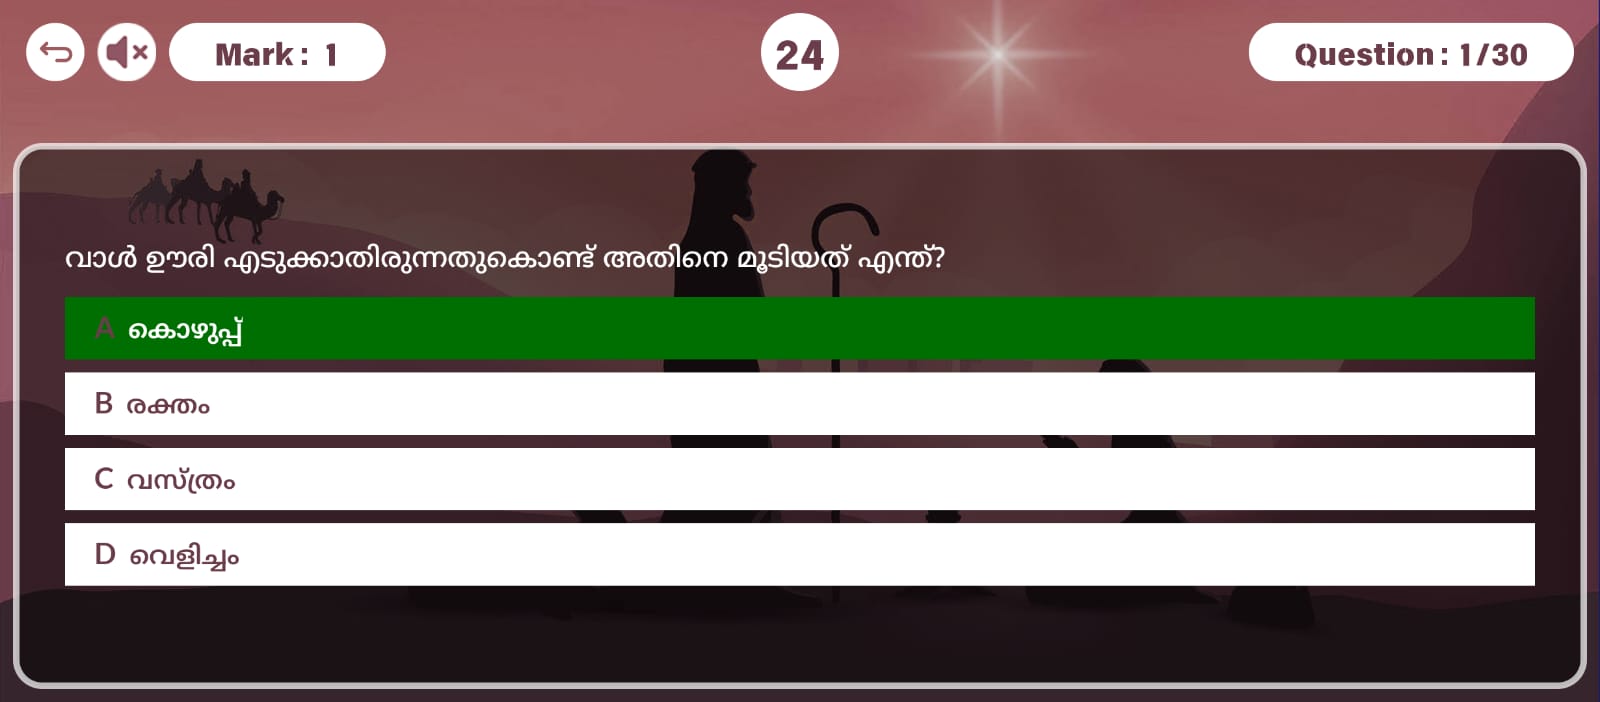 Mark : 1
24
Question : 1/30
വാൾ ഊരി എടുക്കാതിരുന്നതുകൊണ്ട് അതിനെ മൂടിയത് എന്ത്?
A കൊഴുപ്പ്
B രക്തം
C വസ്ത്രം
D വെളിച്ചം